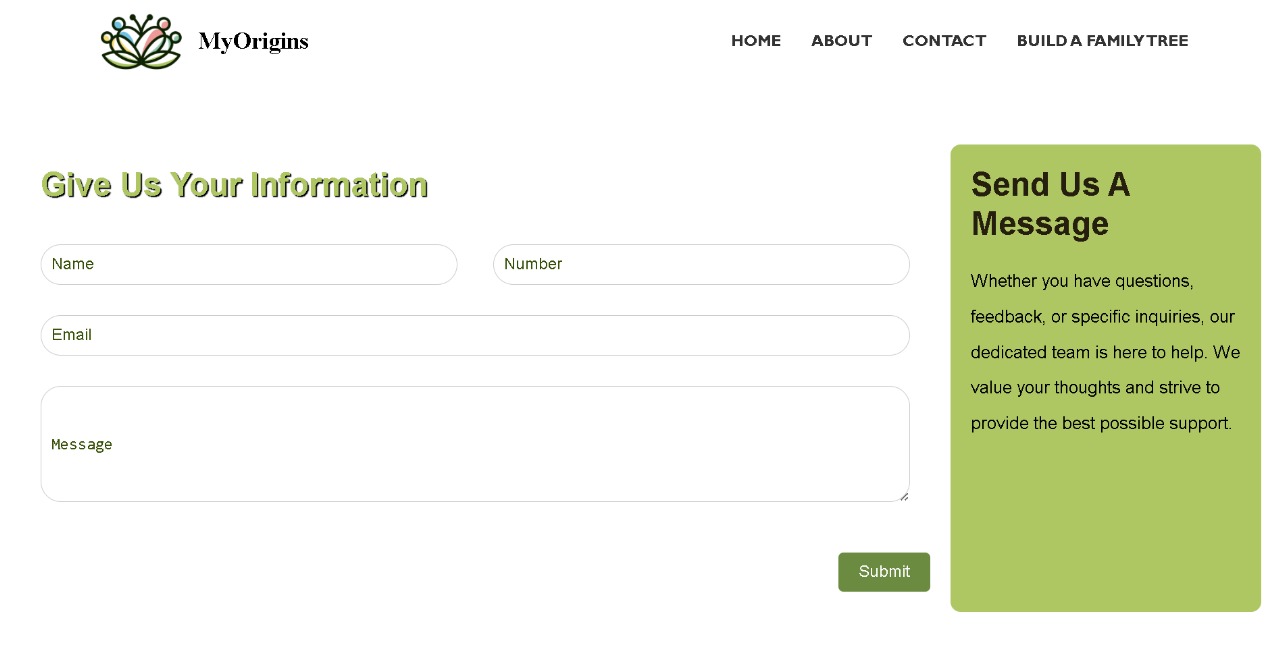 MyOrigins
HOME ABOUT CONTACT BUILD A FAMILY TREE
Give Us Your Information
Name Number
Email
Message
Submit
Send Us A
Message
Whether you have questions,
feedback, or specific inquiries, our
dedicated team is here to help. We
value your thoughts and strive to
provide the best possible support.